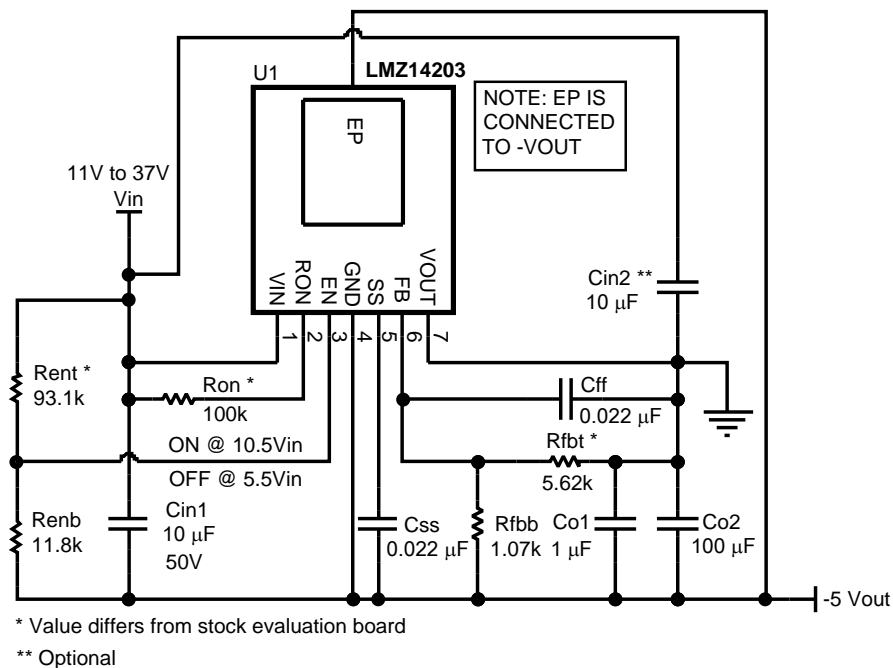 U1
LMZ14203
EP
NOTE: EP IS
CONNECTED
TO -VOUT
11V to 37V
Vin
VIN
RON
EN
GND
SS
FB
VOUT
1
2
3
4
5
6
7
Cin2 **
10 μF
Rent *
93.1k
Ron *
100k
Cff
0.022 μF
ON @ 10.5Vin
OFF @ 5.5Vin
Rfbt *
5.62k
Renb
11.8k
Cin1
10 μF
50V
Css
0.022 μF
Rfbb
1.07k
Co1
1 μF
Co2
100 μF
-5 Vout
* Value differs from stock evaluation board
** Optional